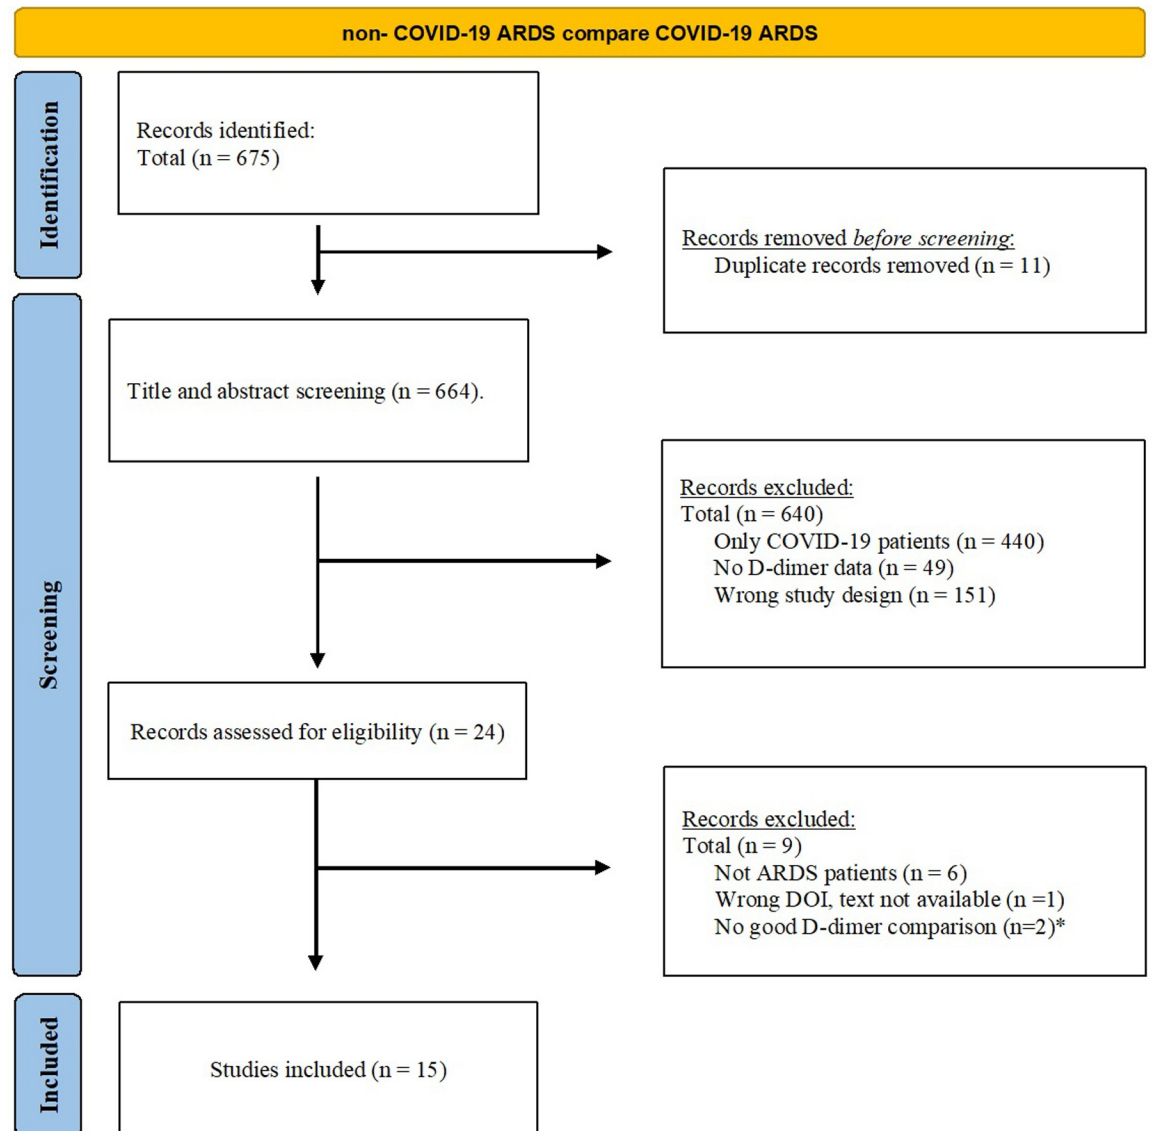 non- COVID-19 ARDS compare COVID-19 ARDS
Identification
Records identified:
Total (n = 675)
Records removed before screening:
Duplicate records removed (n = 11)
Screening
Title and abstract screening (n = 664).
Records excluded:
Total (n = 640)
Only COVID-19 patients (n = 440)
No D-dimer data (n = 49)
Wrong study design (n = 151)
Records assessed for eligibility (n = 24)
Records excluded:
Total (n = 9)
Not ARDS patients (n = 6)
Wrong DOI, text not available (n =1)
No good D-dimer comparison (n=2)*
Included
Studies included (n = 15)